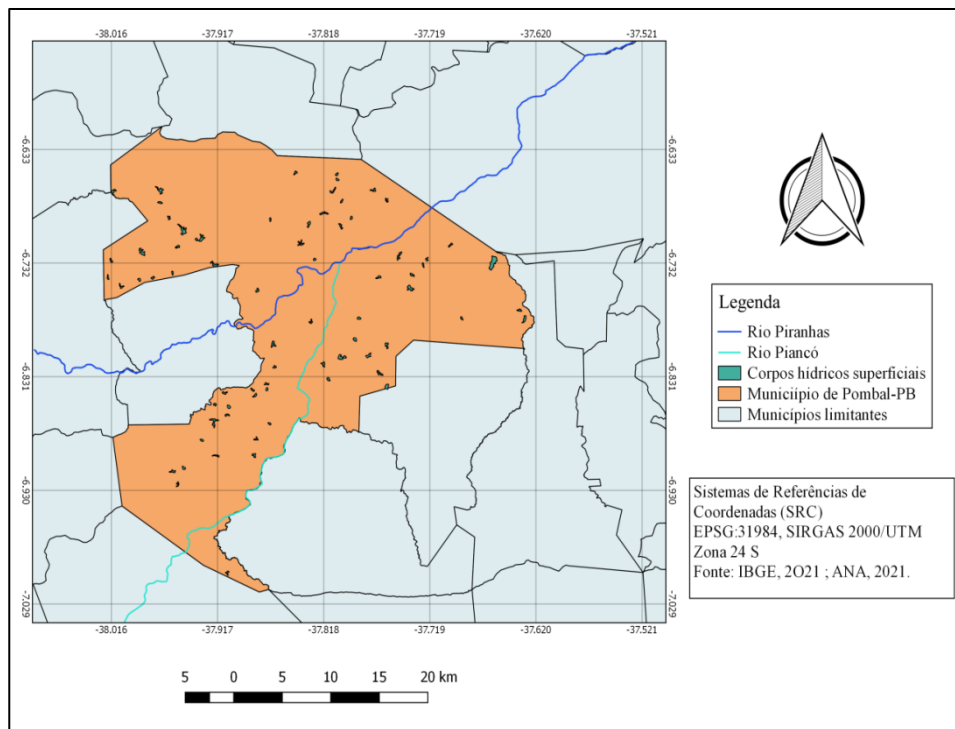 -38.016 -37.917 -37.818 -37.719 -37.620 -37.521
-6.633 -6.633
-6.732 -6.732
-6.831 -6.831
-6.930 -6.930
-7.029 -7.029
-38.016 -37.917 -37.818 -37.719 -37.620 -37.521
5 0 5 10 15 20 km
Legenda
Rio Piranhas
Rio Piancó
Corpos hídricos superficiais
Municiípio de Pombal-PB
Municípios limitantes
Sistemas de Referências de
Coordenadas (SRC)
EPSG:31984, SIRGAS 2000/UTM
Zona 24 S
Fonte: IBGE, 2O21 ; ANA, 2021.